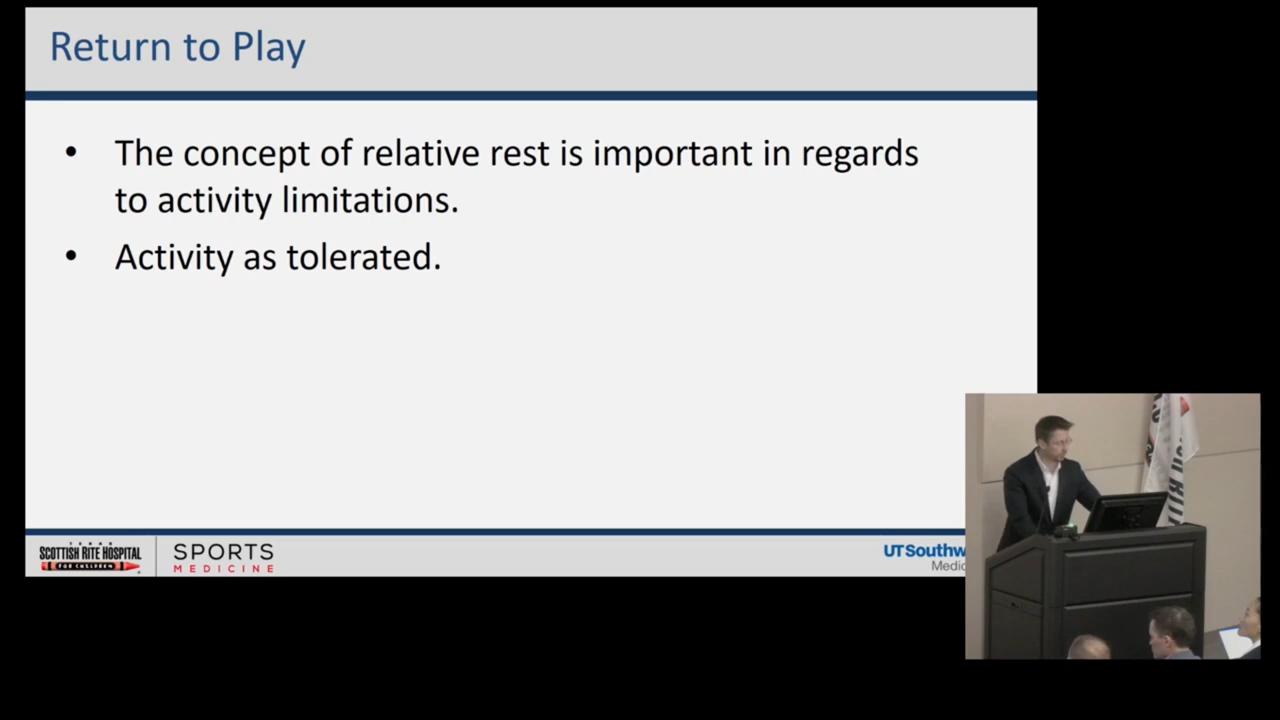 Return to Play
• The concept of relative rest is important in regards
to activity limitations.
• Activity as tolerated.
TEXAS
SCOTTISH RITE HOSPITAL
FOR CHILDREN
SPORTS
MEDICINE
UTSouthw
Medic